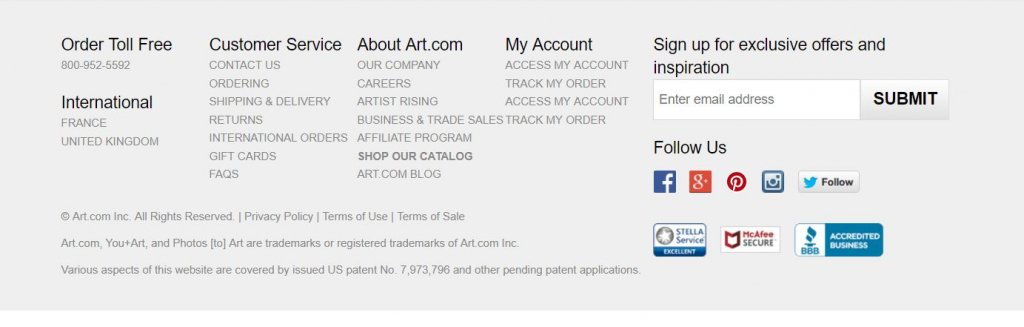 Order Toll Free
800-952-5592
International
FRANCE
UNITED KINGDOM
Customer Service
CONTACT US
ORDERING
SHIPPING & DELIVERY
RETURNS
INTERNATIONAL ORDERS
GIFT CARDS
FAQS
About Art.com
OUR COMPANY
CAREERS
ARTIST RISING
BUSINESS & TRADE SALES
AFFILIATE PROGRAM
SHOP OUR CATALOG
ART.COM BLOG
My Account
ACCESS MY ACCOUNT
TRACK MY ORDER
ACCESS MY ACCOUNT
TRACK MY ORDER
Sign up for exclusive offers and
inspiration
Enter email address
SUBMIT
Follow Us
f
g+
Follow
STELLA
Service
EXCELLENT
McAfee
SECURE
BBB
ACCREDITED
BUSINESS
© Art.com Inc. All Rights Reserved. | Privacy Policy | Terms of Use | Terms of Sale
Art.com, You+Art, and Photos [to] Art are trademarks or registered trademarks of Art.com Inc.
Various aspects of this website are covered by issued US patent No. 7,973,796 and other pending patent applications.